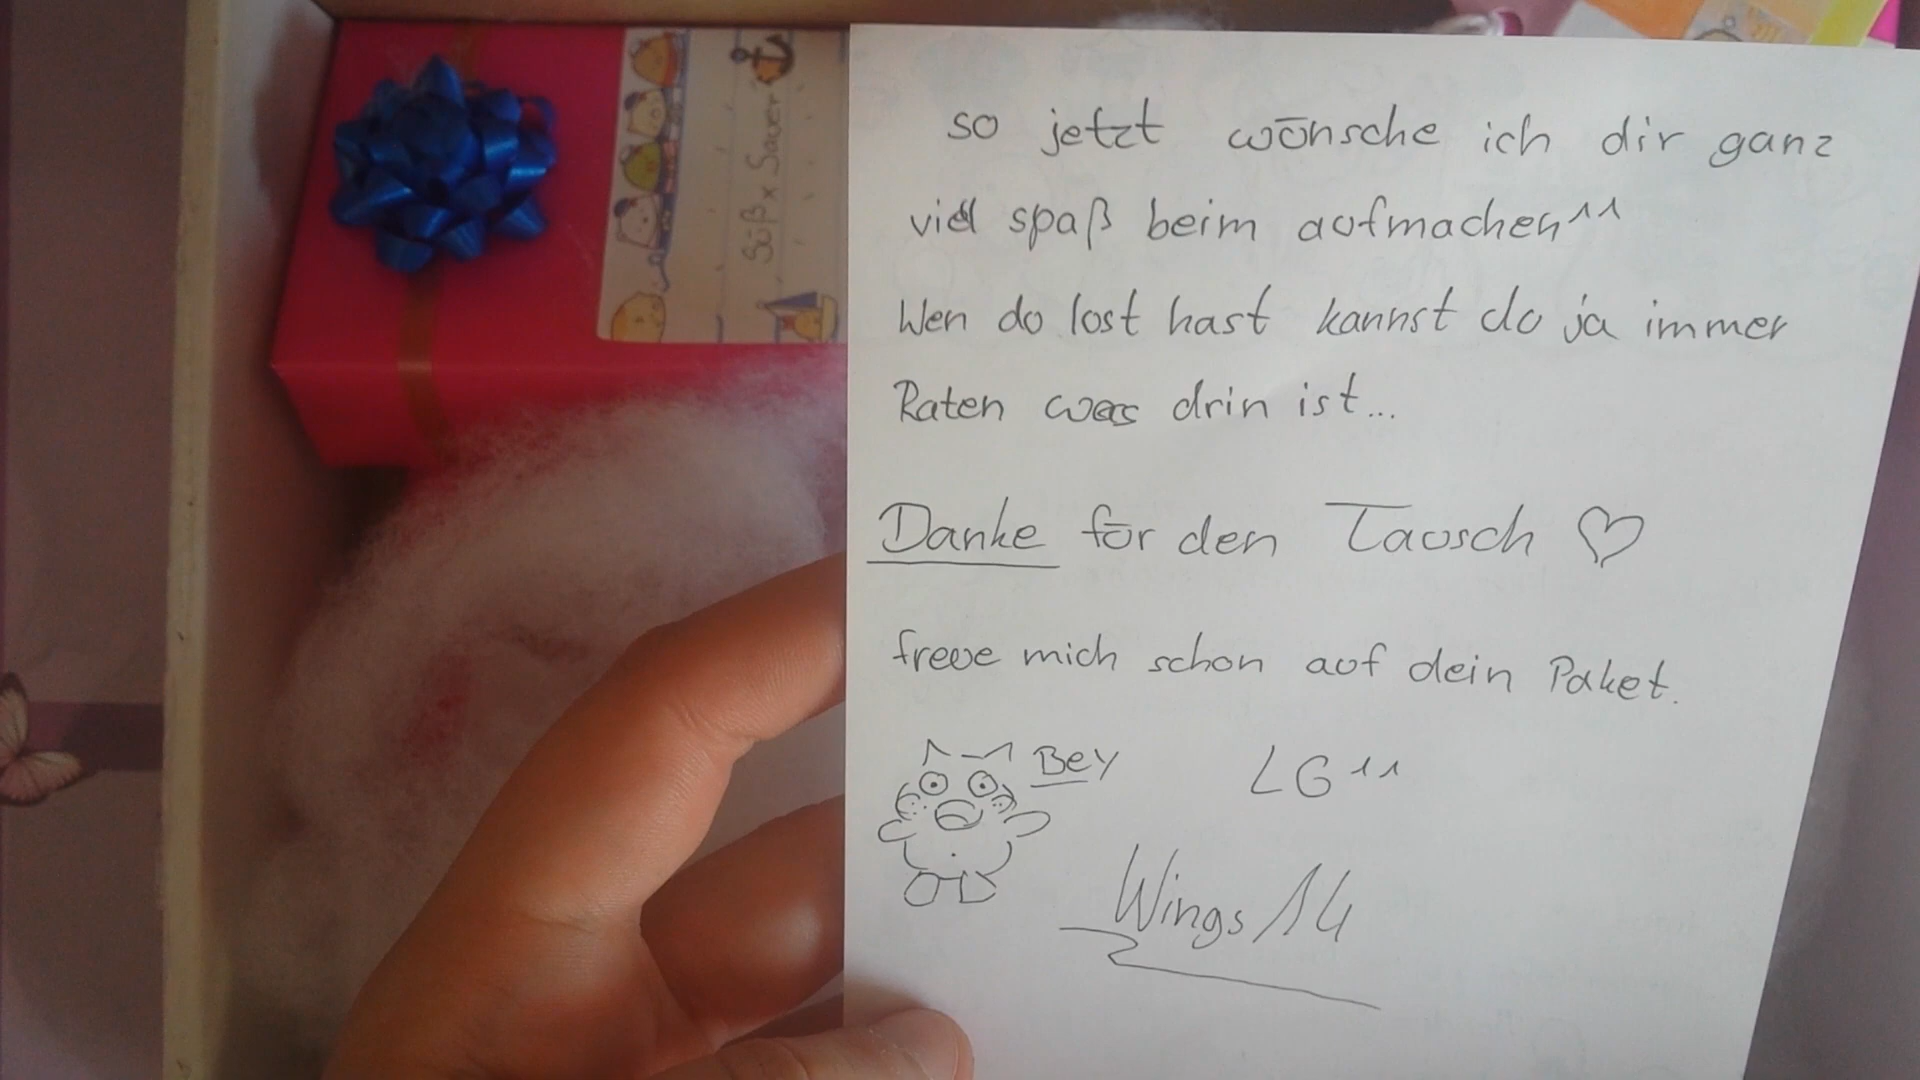 so jetzt wünsche ich dir ganz
viel spaß beim aufmachen^^
Wen du lust hast kannst du ja immer
Raten was drin ist...
Danke für den Tausch ♡
freue mich schon auf dein Paket.
Bey
LG ^^
Wings14
Süß x Sauer